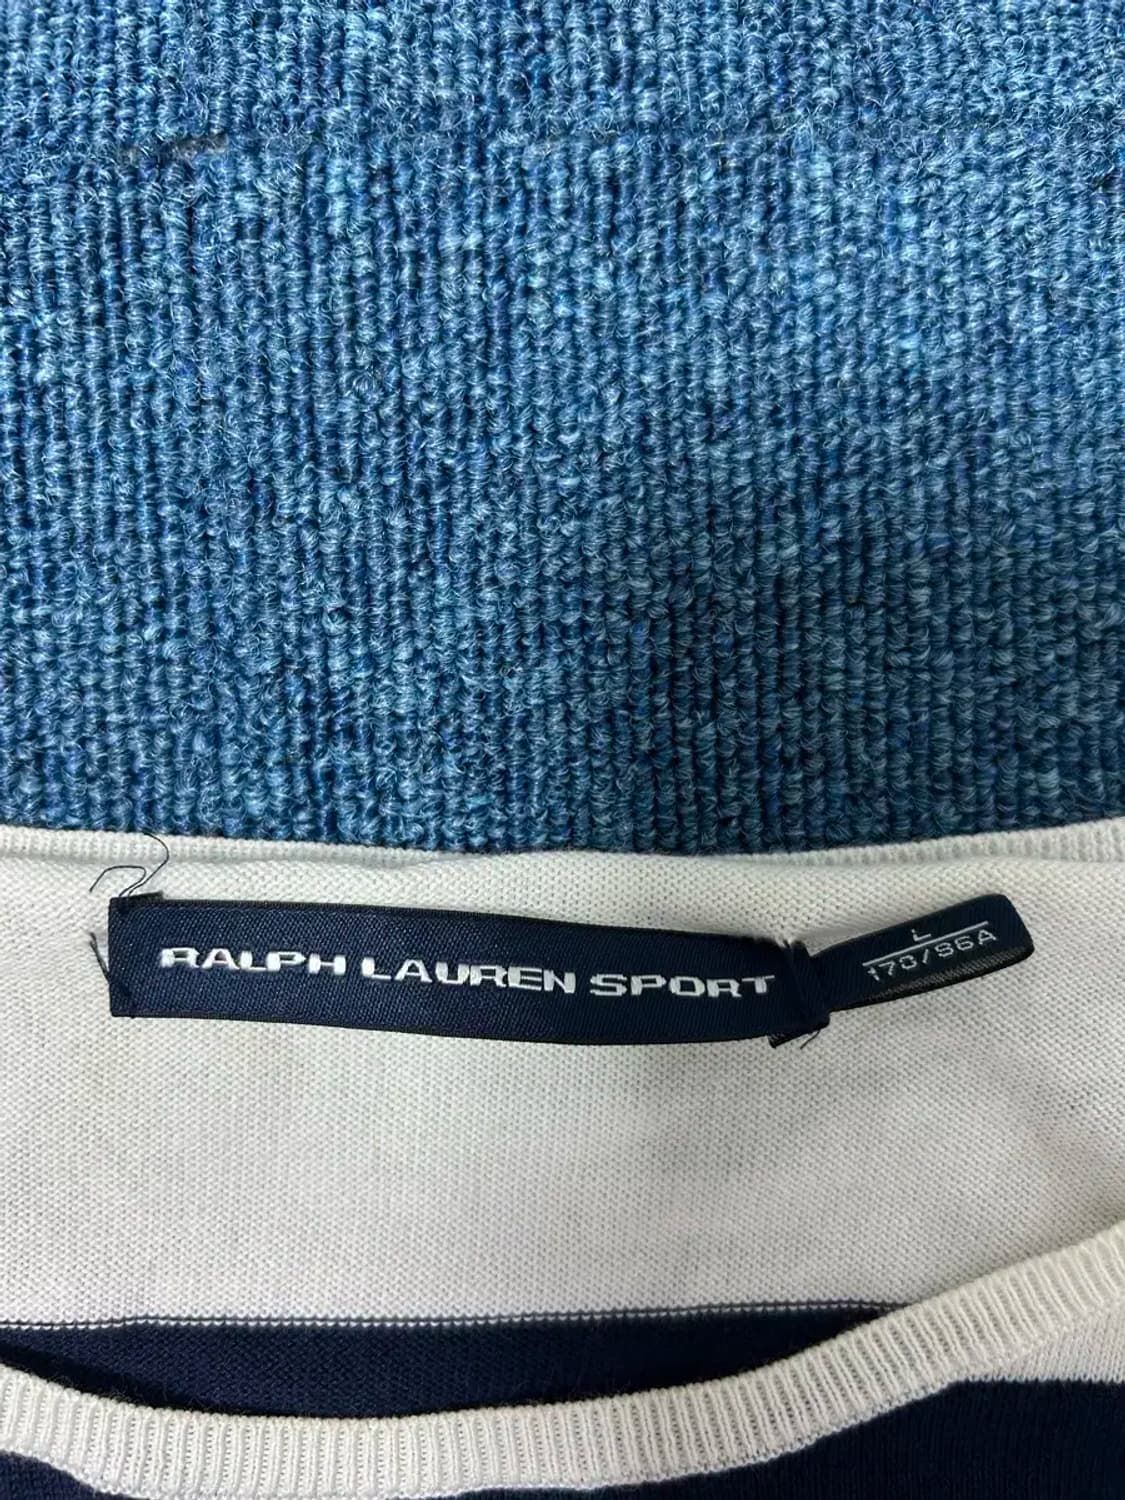 RALPH LAUREN SPORT
L
170/96A